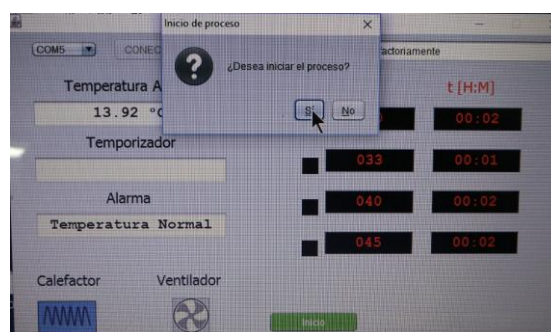 Inicio de proceso
COM5 CONEC actoriamente
¿Desea iniciar el proceso?
Sí No
Temperatura A t [H:M]
13.92 °C 00:02
Temporizador
033 00:01
Alarma
040 00:02
Temperatura Normal
045 00:02
Calefactor Ventilador
Inicio